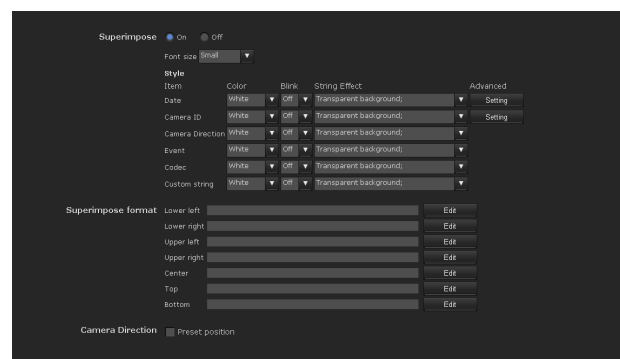 Superimpose On Off
Font size Small
Style
Item Color Blink String Effect Advanced
Date White Off Transparent background; Setting
Camera ID White Off Transparent background; Setting
Camera Direction White Off Transparent background;
Event White Off Transparent background;
Codec White Off Transparent background;
Custom string White Off Transparent background;
Superimpose format Lower left Edit
Lower right Edit
Upper left Edit
Upper right Edit
Center Edit
Top Edit
Bottom Edit
Camera Direction Preset position